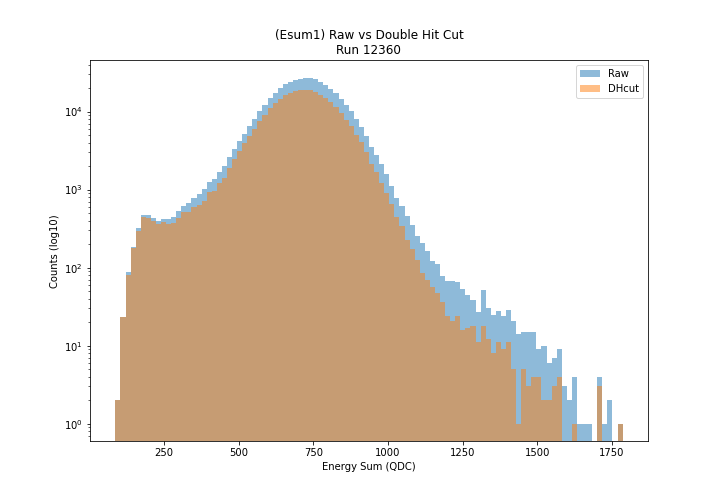 (Esum1) Raw vs Double Hit Cut
Run 12360
Raw
DHcut
Counts (log10)
10⁴
10³
10²
10¹
10⁰
250 500 750 1000 1250 1500 1750
Energy Sum (QDC)